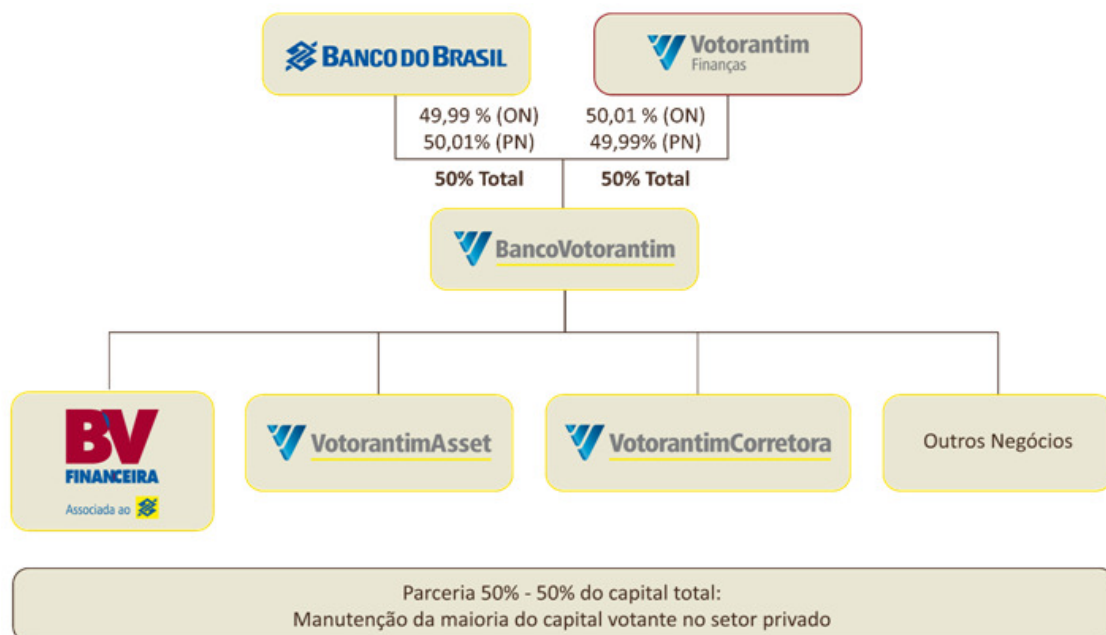 BANCO DO BRASIL
Votorantim
Finanças
49,99 % (ON)
50,01% (PN)
50,01 % (ON)
49,99% (PN)
50% Total
50% Total
BancoVotorantim
BV
FINANCEIRA
Associada ao
VotorantimAsset
VotorantimCorretora
Outros Negócios
Parceria 50% - 50% do capital total:
Manutenção da maioria do capital votante no setor privado